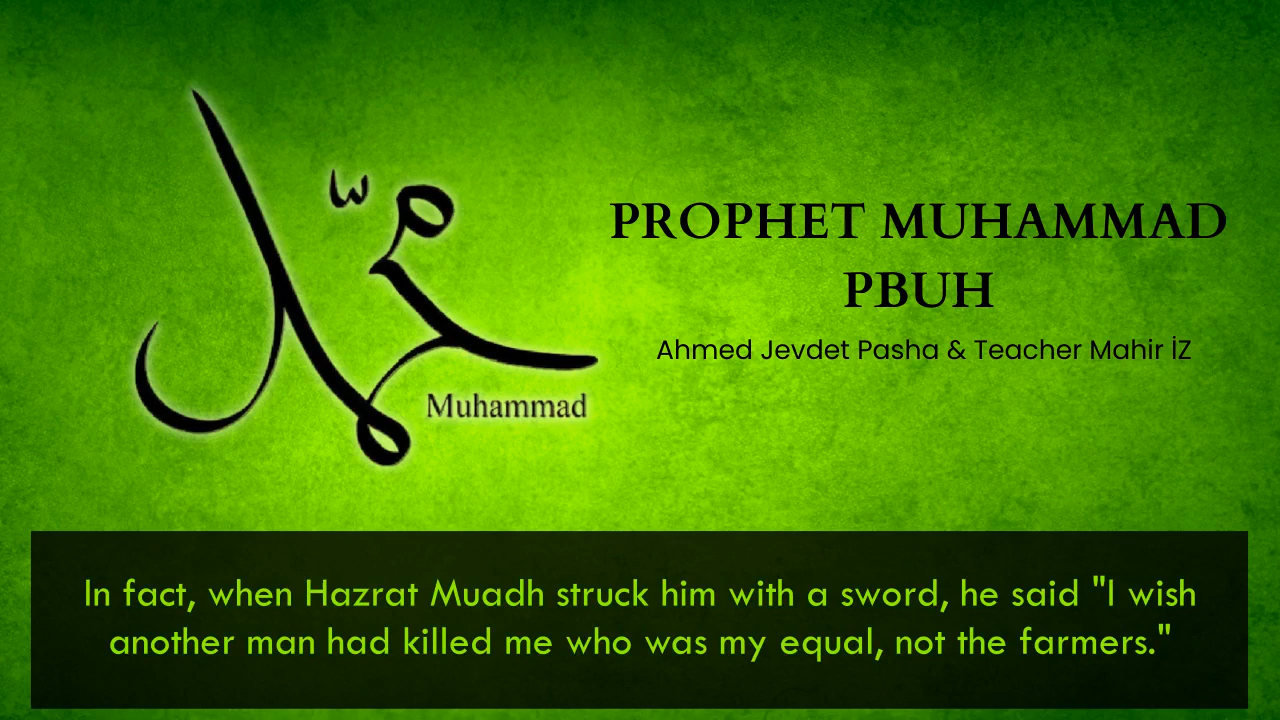 محمد
Muhammad
PROPHET MUHAMMAD
PBUH
Ahmed Jevdet Pasha & Teacher Mahir İZ
In fact, when Hazrat Muadh struck him with a sword, he said "I wish
another man had killed me who was my equal, not the farmers."